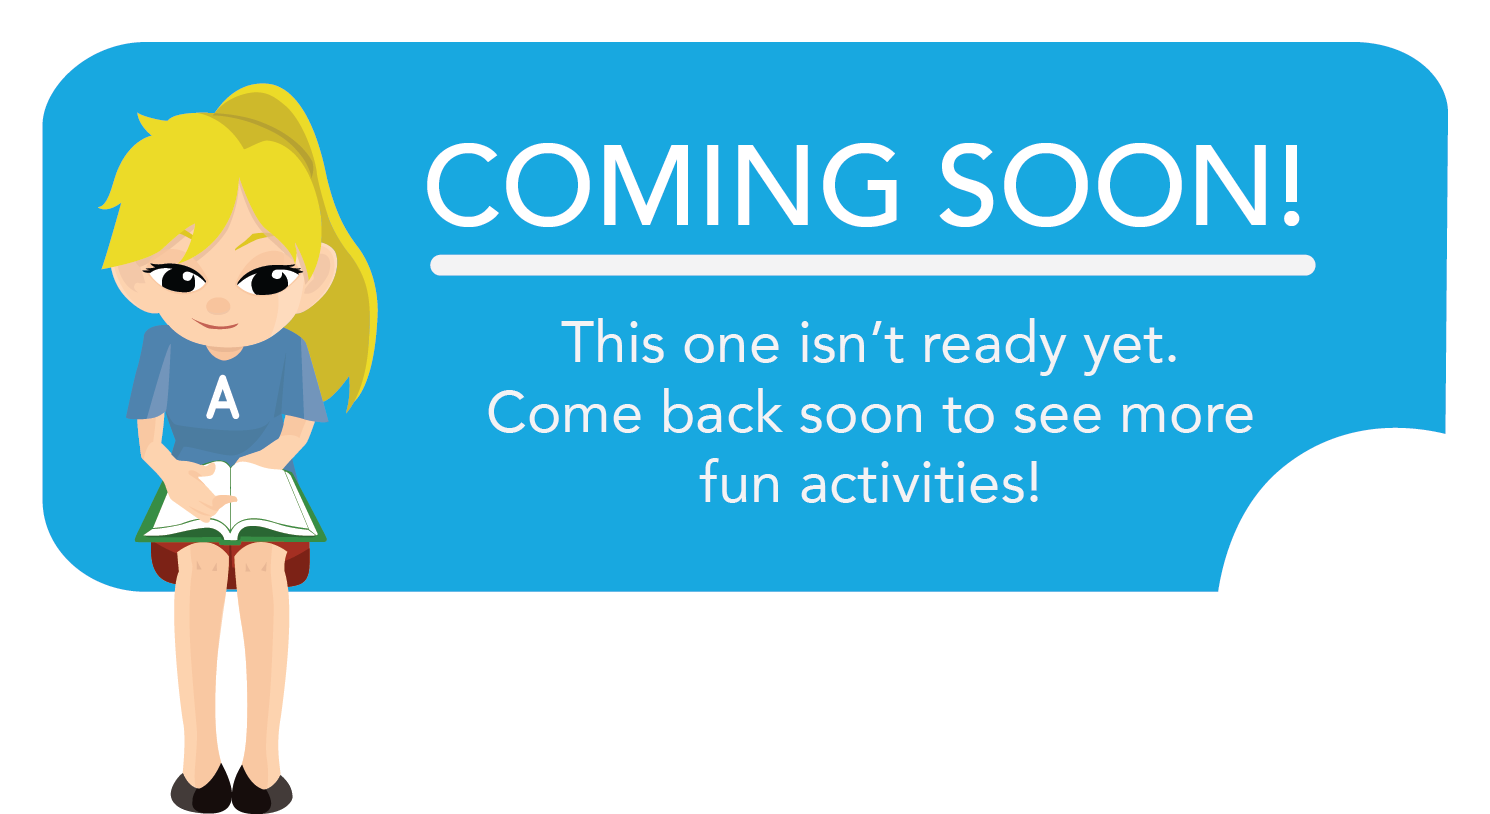 COMING SOON!
This one isn’t ready yet.
Come back soon to see more
fun activities!
A